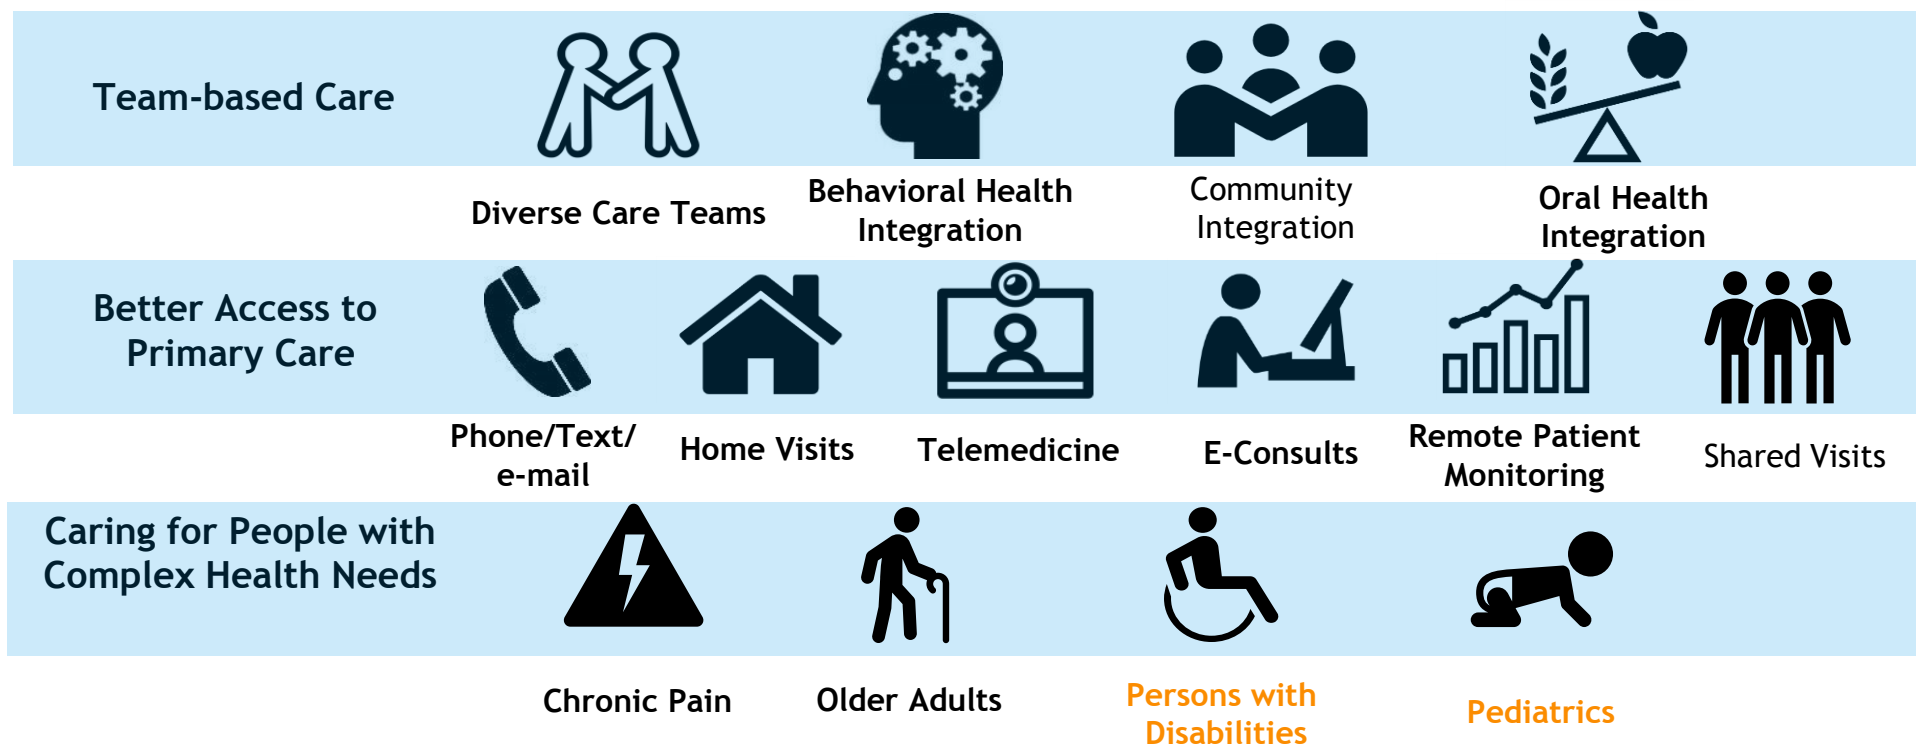 Team-based Care
Diverse Care Teams
Behavioral Health
Integration
Community
Integration
Oral Health
Integration
Better Access to
Primary Care
Phone/Text/
e-mail
Home Visits
Telemedicine
E-Consults
Remote Patient
Monitoring
Shared Visits
Caring for People with
Complex Health Needs
Chronic Pain
Older Adults
Persons with
Disabilities
Pediatrics